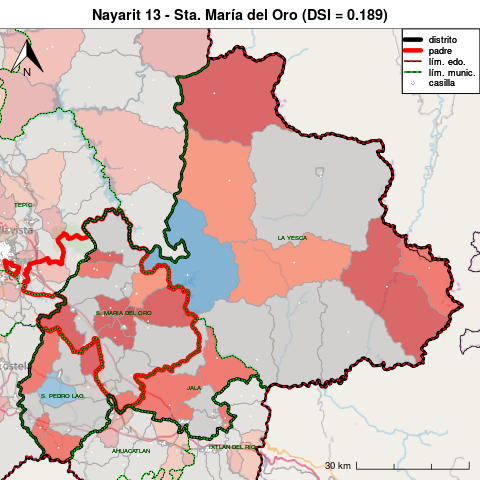 Nayarit 13 - Sta. María del Oro (DSI = 0.189)
distrito
padre
lím. edo.
lím. munic.
casilla
N
TEPIC
LA YESCA
S. MARIA DEL ORO
S. PEDRO LAG.
JALA
AHUACATLAN
IXTLAN DEL RIO
30 km